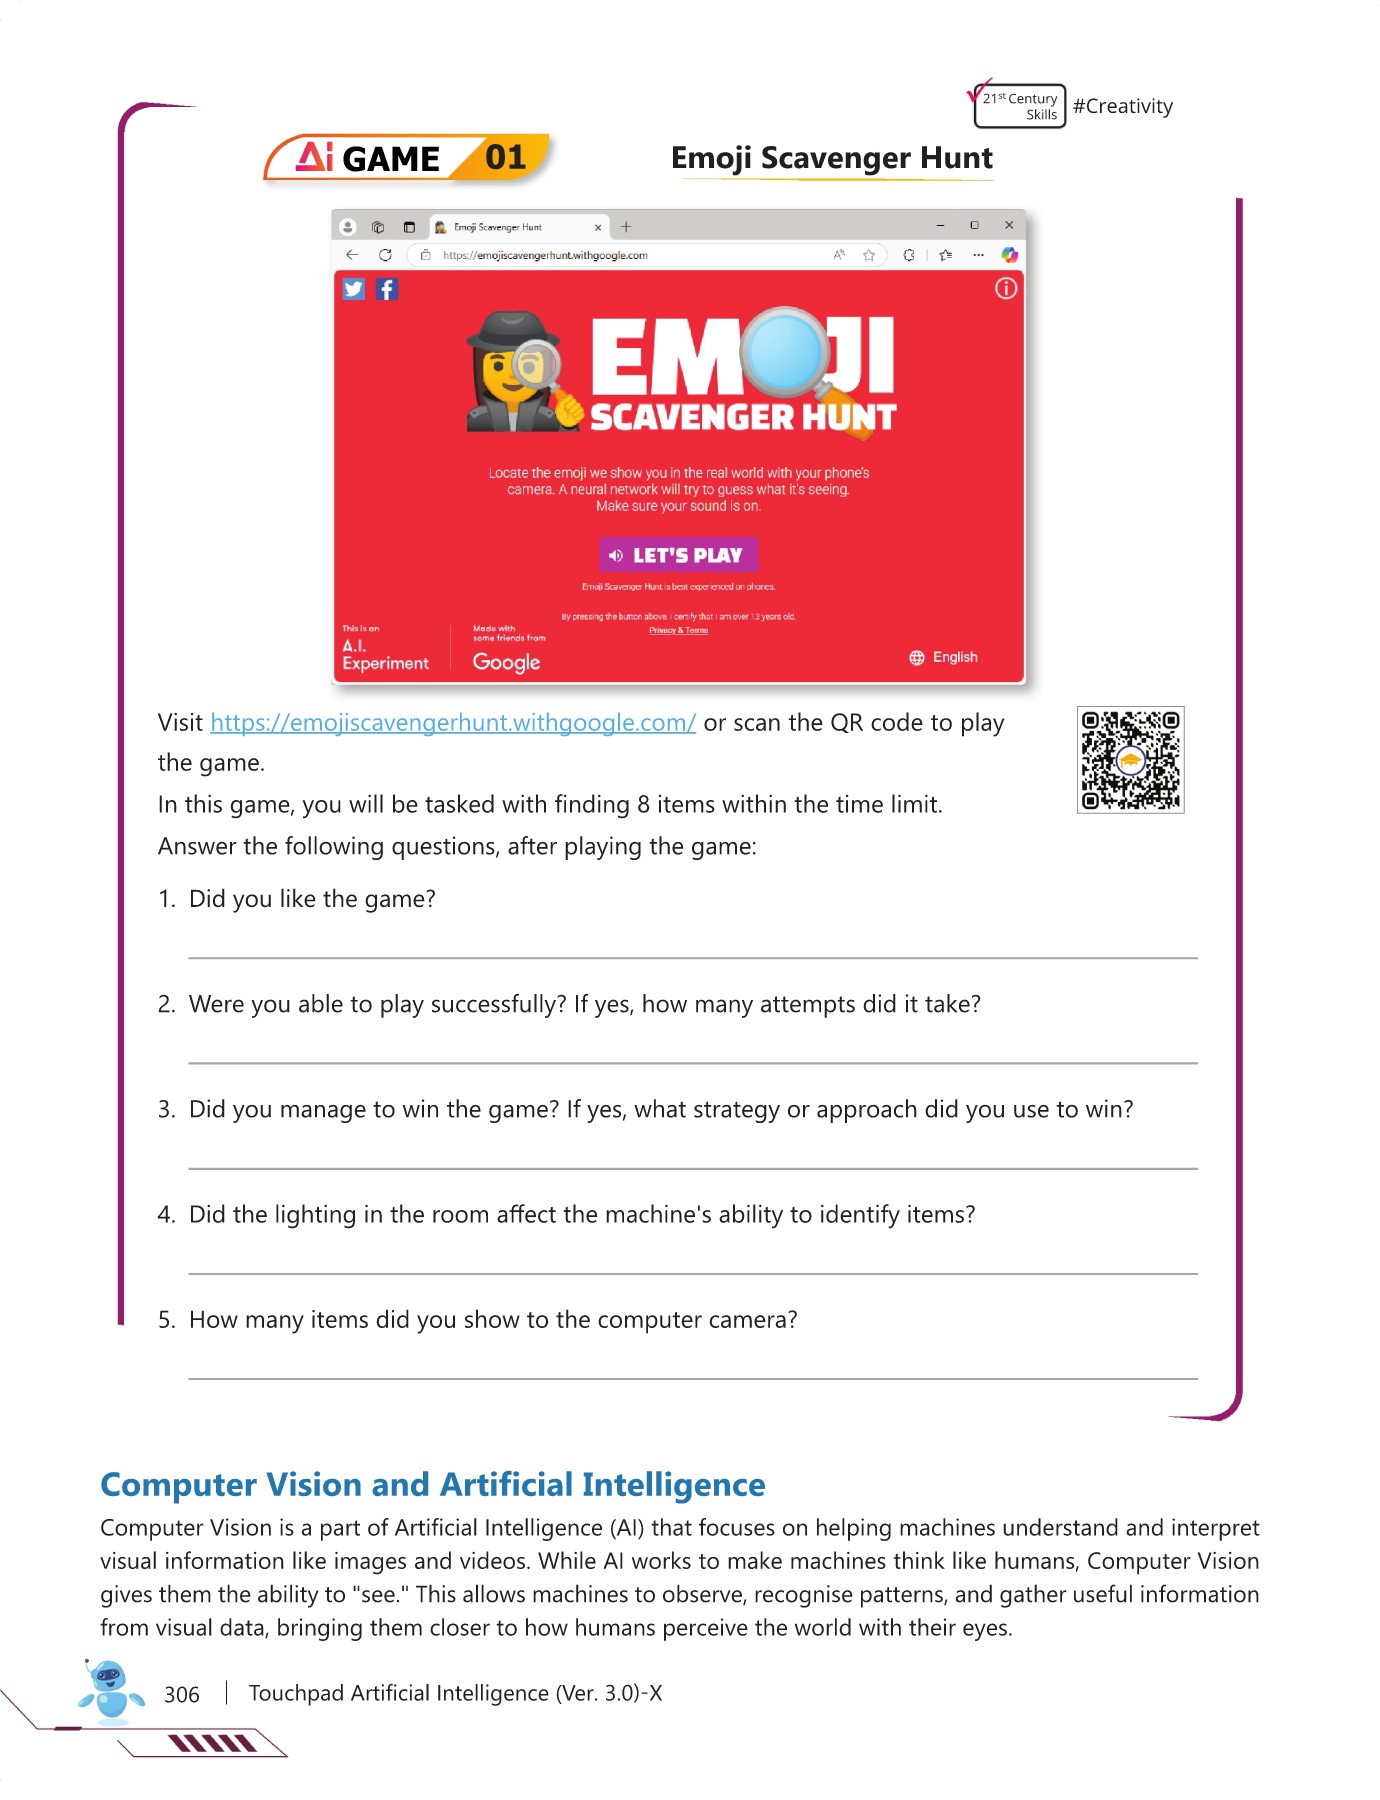 21st Century
Skills
#Creativity
Ai GAME 01
Emoji Scavenger Hunt
Emoji Scavenger Hunt
https://emojiscavengerhunt.withgoogle.com
EMOJI
SCAVENGER HUNT
Locate the emoji we show you in the real world with your phone's
camera. A neural network will try to guess what it's seeing.
Make sure your sound is on.
LET'S PLAY
Emoji Scavenger Hunt is best experienced on phones.
By pressing the button above, I certify that I am over 13 years old.
Privacy & Terms
This is an
A.I.
Experiment
Made with
some friends from
Google
English
Visit https://emojiscavengerhunt.withgoogle.com/ or scan the QR code to play
the game.
In this game, you will be tasked with finding 8 items within the time limit.
Answer the following questions, after playing the game:
1. Did you like the game?
2. Were you able to play successfully? If yes, how many attempts did it take?
3. Did you manage to win the game? If yes, what strategy or approach did you use to win?
4. Did the lighting in the room affect the machine's ability to identify items?
5. How many items did you show to the computer camera?
Computer Vision and Artificial Intelligence
Computer Vision is a part of Artificial Intelligence (AI) that focuses on helping machines understand and interpret
visual information like images and videos. While AI works to make machines think like humans, Computer Vision
gives them the ability to "see." This allows machines to observe, recognise patterns, and gather useful information
from visual data, bringing them closer to how humans perceive the world with their eyes.
306
Touchpad Artificial Intelligence (Ver. 3.0)-X